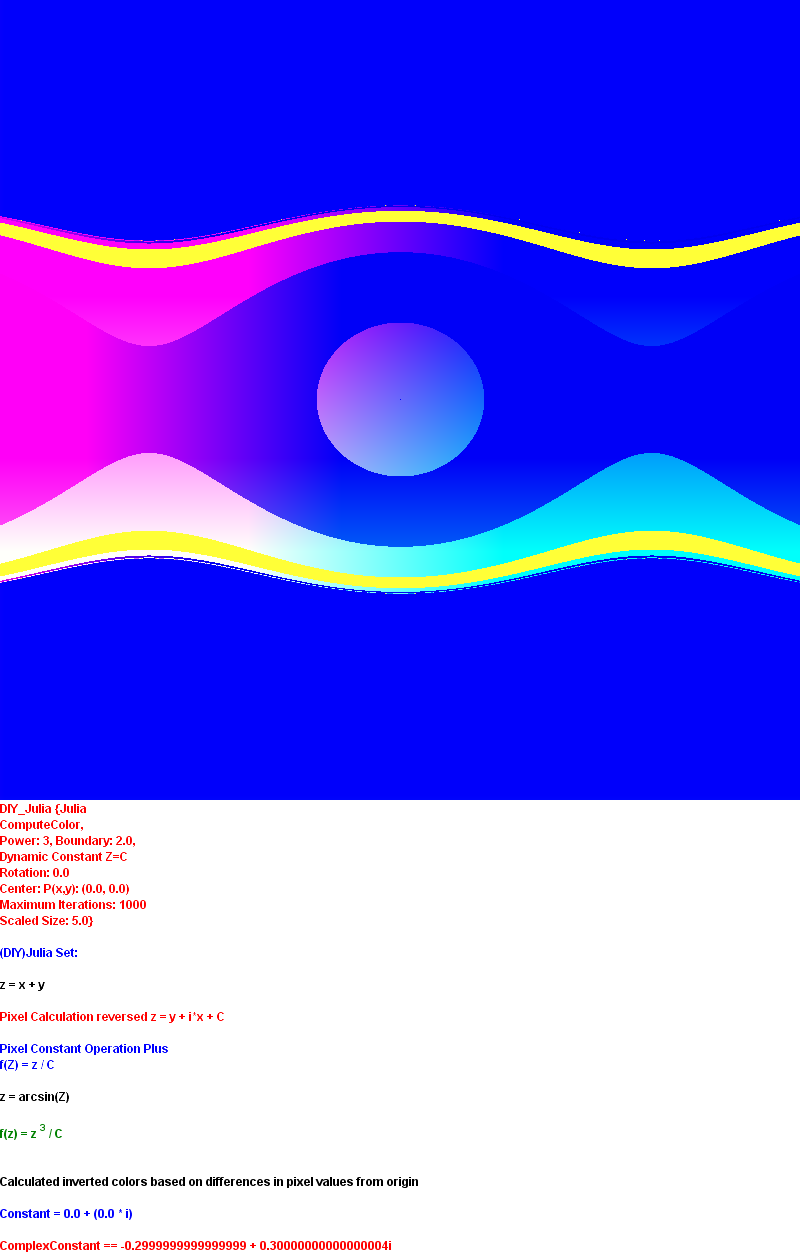 DIY_Julia {Julia
ComputeColor,
Power: 3, Boundary: 2.0,
Dynamic Constant Z=C
Rotation: 0.0
Center: P(x,y): (0.0, 0.0)
Maximum Iterations: 1000
Scaled Size: 5.0}
(DIY)Julia Set:
z = x + y
Pixel Calculation reversed z = y + i*x + C
Pixel Constant Operation Plus
f(Z) = z / C
z = arcsin(Z)
f(z) = z 3 / C
Calculated inverted colors based on differences in pixel values from origin
Constant = 0.0 + (0.0 * i)
ComplexConstant == -0.2999999999999999 + 0.30000000000000004i